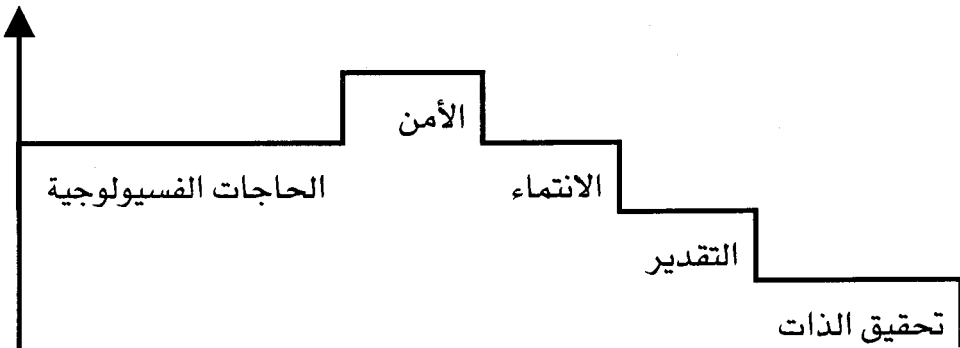 الأمن
الحاجات الفسيولوجية
الانتماء
التقدير
تحقيق الذات